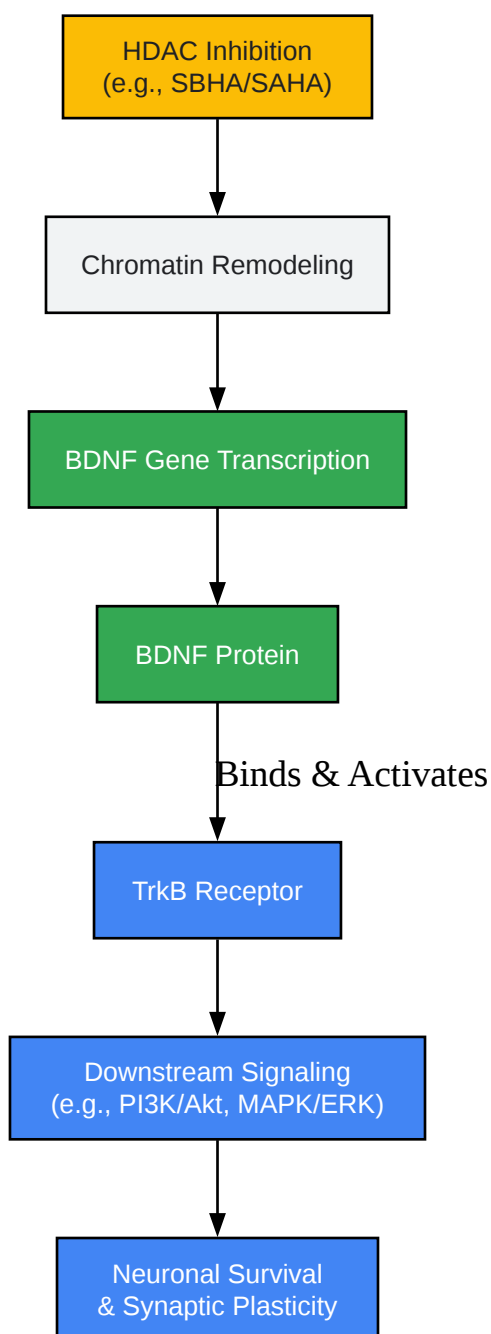 HDAC Inhibition
(e.g., SBHA/SAHA)
Chromatin Remodeling
BDNF Gene Transcription
BDNF Protein
Binds & Activates
TrkB Receptor
Downstream Signaling
(e.g., PI3K/Akt, MAPK/ERK)
Neuronal Survival
& Synaptic Plasticity